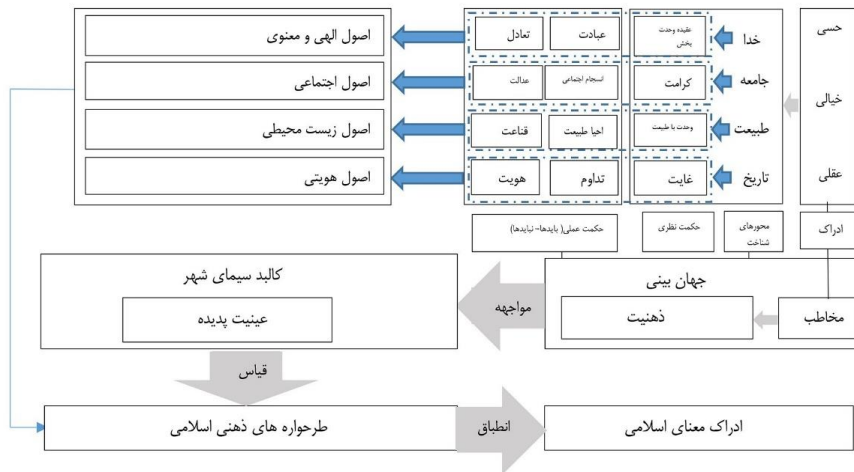 حسی
خیالی
عقلی
ادراک
مخاطب
خدا
عقیده وحدت
بخش
عبادت
تعادل
اصول الهی و معنوی
جامعه
کرامت
انسجام اجتماعی
عدالت
اصول اجتماعی
طبیعت
وحدت با طبیعت
احیا طبیعت
قناعت
اصول زیست محیطی
تاریخ
غایت
تداوم
هویت
اصول هویتی
محورهای
شناخت
حکمت نظری
حکمت عملی( بایدها- نبایدها)
جهان بینی
ذهنیت
مواجهه
کالبد سیمای شهر
عینیت پدیده
قیاس
طرحواره های ذهنی اسلامی
انطباق
ادراک معنای اسلامی